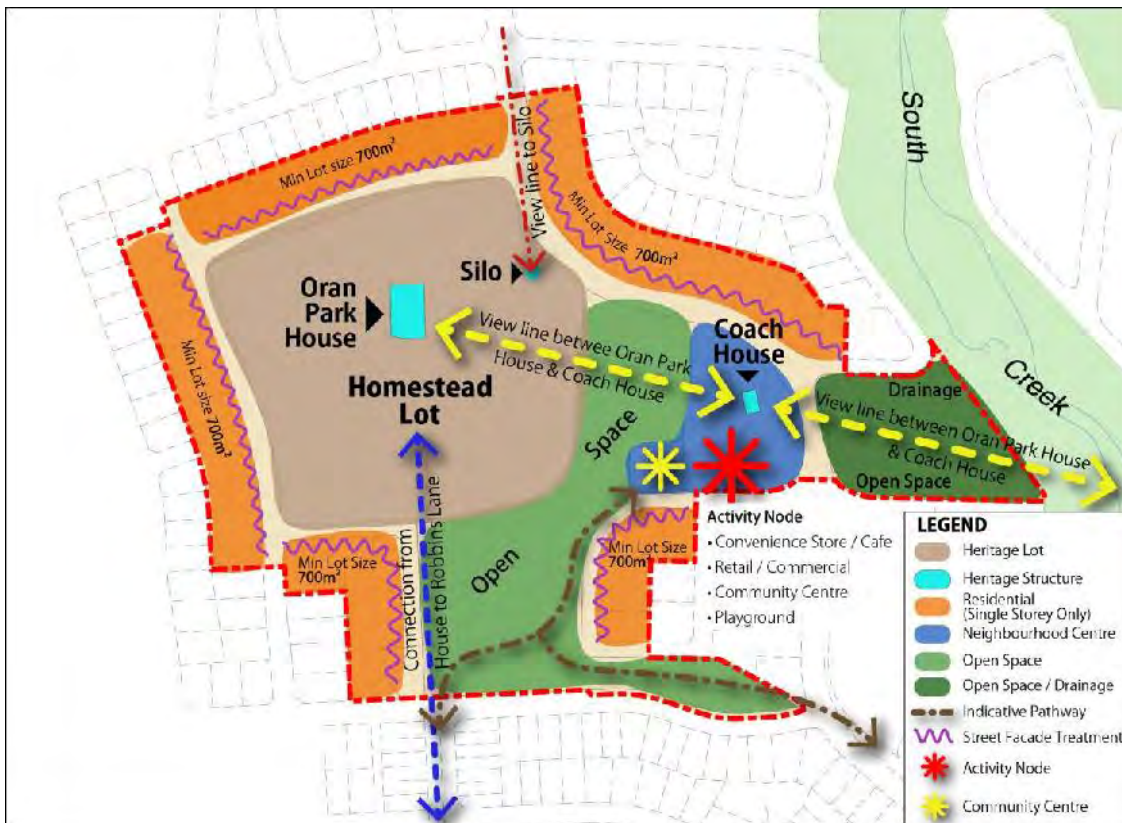 South
Creek
Min Lot size 700m²
View line to Silo
Min Lot Size 700m²
Min Lot size 700m²
Silo
Oran
Park
House
View line betwee Oran Park
House & Coach House
Coach
House
Homestead
Lot
Drainage
View line between Oran Park House
& Coach House
Open Space
Space
Open
Min Lot Size
700m²
Connection from
House to Robbins Lane
Min Lot Size
700m²
Activity Node
• Convenience Store / Cafe
• Retail / Commercial
• Community Centre
• Playground
LEGEND
Heritage Lot
Heritage Structure
Residential
(Single Storey Only)
Neighbourhood Centre
Open Space
Open Space / Drainage
Indicative Pathway
Street Facade Treatment
Activity Node
Community Centre